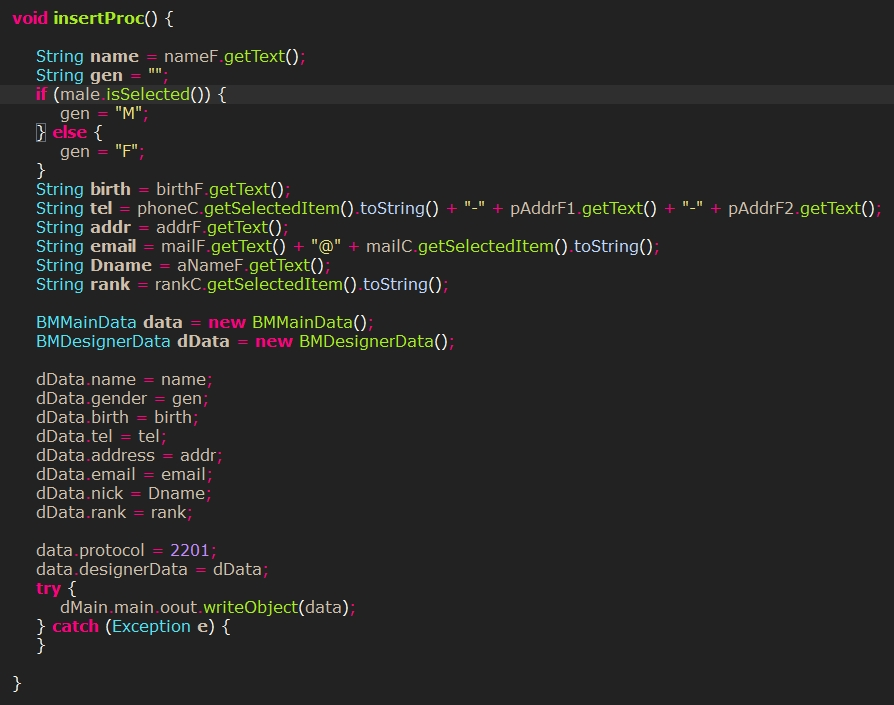 void insertProc() {
String name = nameF.getText();
String gen = "";
if (male.isSelected()) {
gen = "M";
} else {
gen = "F";
}
String birth = birthF.getText();
String tel = phoneC.getSelectedItem().toString() + "-" + pAddrF1.getText() + "-" + pAddrF2.getText();
String addr = addrF.getText();
String email = mailF.getText() + "@" + mailC.getSelectedItem().toString();
String Dname = aNameF.getText();
String rank = rankC.getSelectedItem().toString();
BMMainData data = new BMMainData();
BMDesignerData dData = new BMDesignerData();
dData.name = name;
dData.gender = gen;
dData.birth = birth;
dData.tel = tel;
dData.address = addr;
dData.email = email;
dData.nick = Dname;
dData.rank = rank;
data.protocol = 2201;
data.designerData = dData;
try {
dMain.main.oout.writeObject(data);
} catch (Exception e) {
}
}